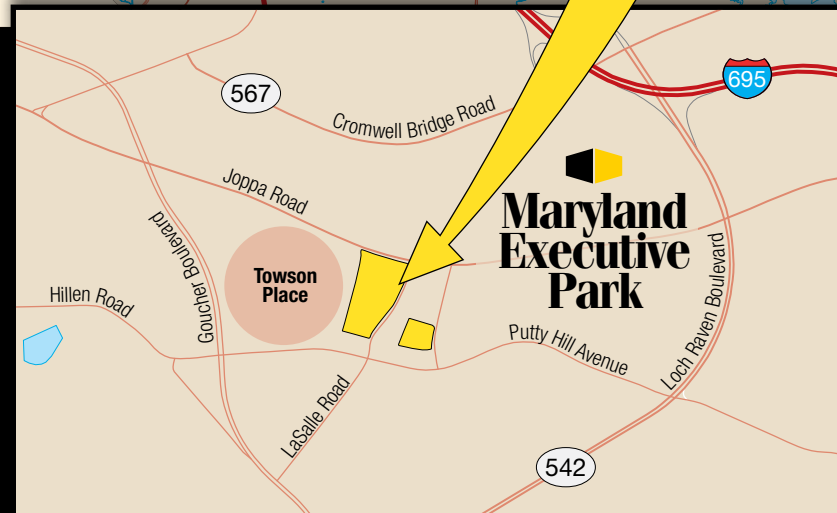 695
567
Cromwell Bridge Road
Joppa Road
Maryland
Executive
Park
Goucher Boulevard
Towson
Place
Hillen Road
Loch Raven Boulevard
Putty Hill Avenue
LaSalle Road
542